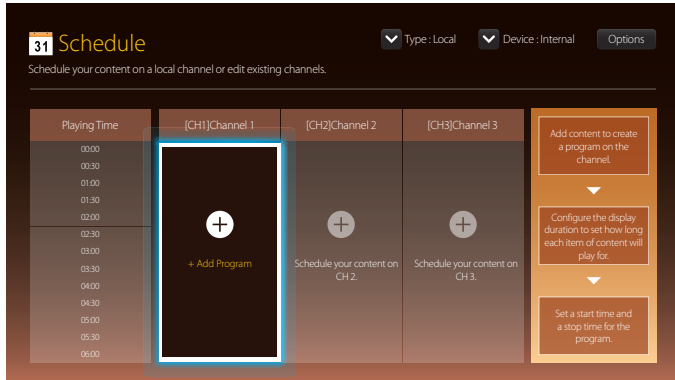 31 Schedule
Type : Local
Device : Internal
Options
Schedule your content on a local channel or edit existing channels.
Playing Time
[CH1]Channel 1
[CH2]Channel 2
[CH3]Channel 3
00:00
00:30
01:00
01:30
02:00
02:30
03:00
03:30
04:00
04:30
05:00
05:30
06:00
+ Add Program
Schedule your content on
CH 2.
Schedule your content on
CH 3.
Add content to create
a program on the
channel.
Configure the display
duration to set how long
each item of content will
play for.
Set a start time and
a stop time for the
program.